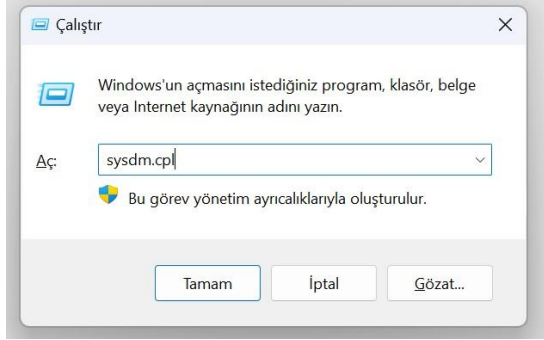 Çalıştır
Windows'un açmasını istediğiniz program, klasör, belge
veya Internet kaynağının adını yazın.
Aç:
sysdm.cpl
Bu görev yönetim ayrıcalıklarıyla oluşturulur.
Tamam
İptal
Gözat...